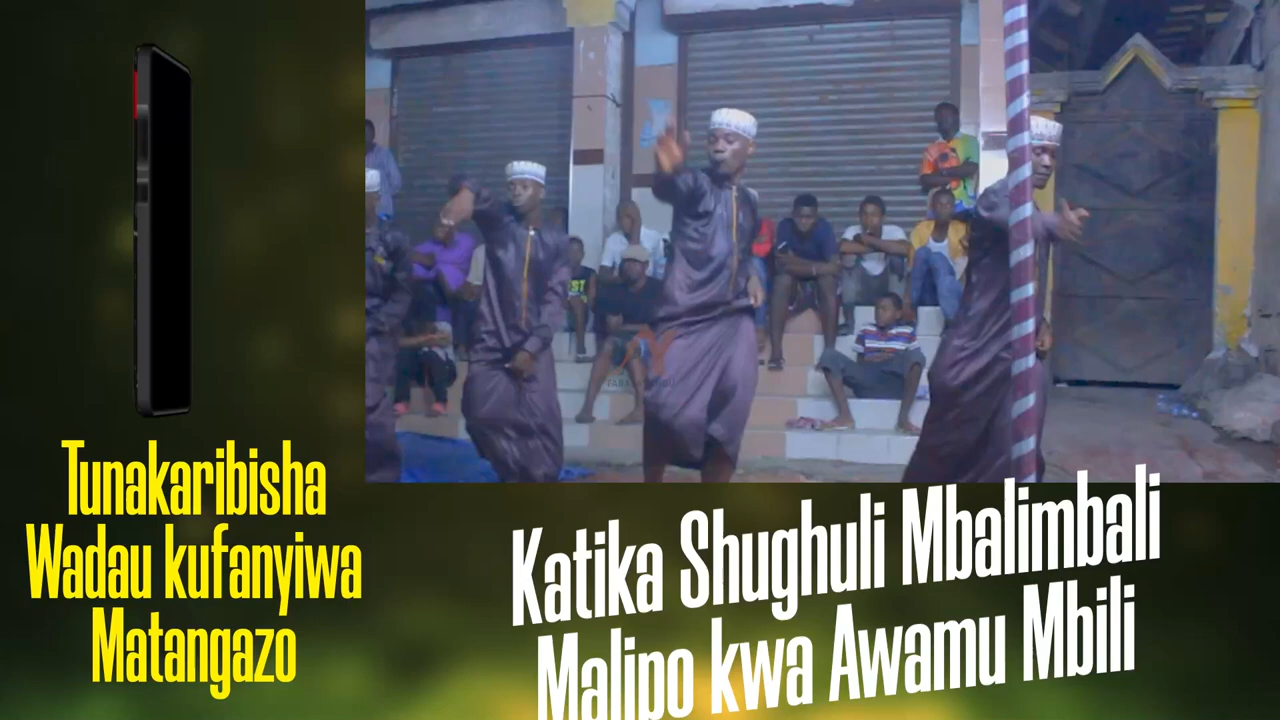 Tunakaribisha
Wadau kufanyiwa
Matangazo
Katika Shughuli Mbalimbali
Malipo kwa Awamu Mbili